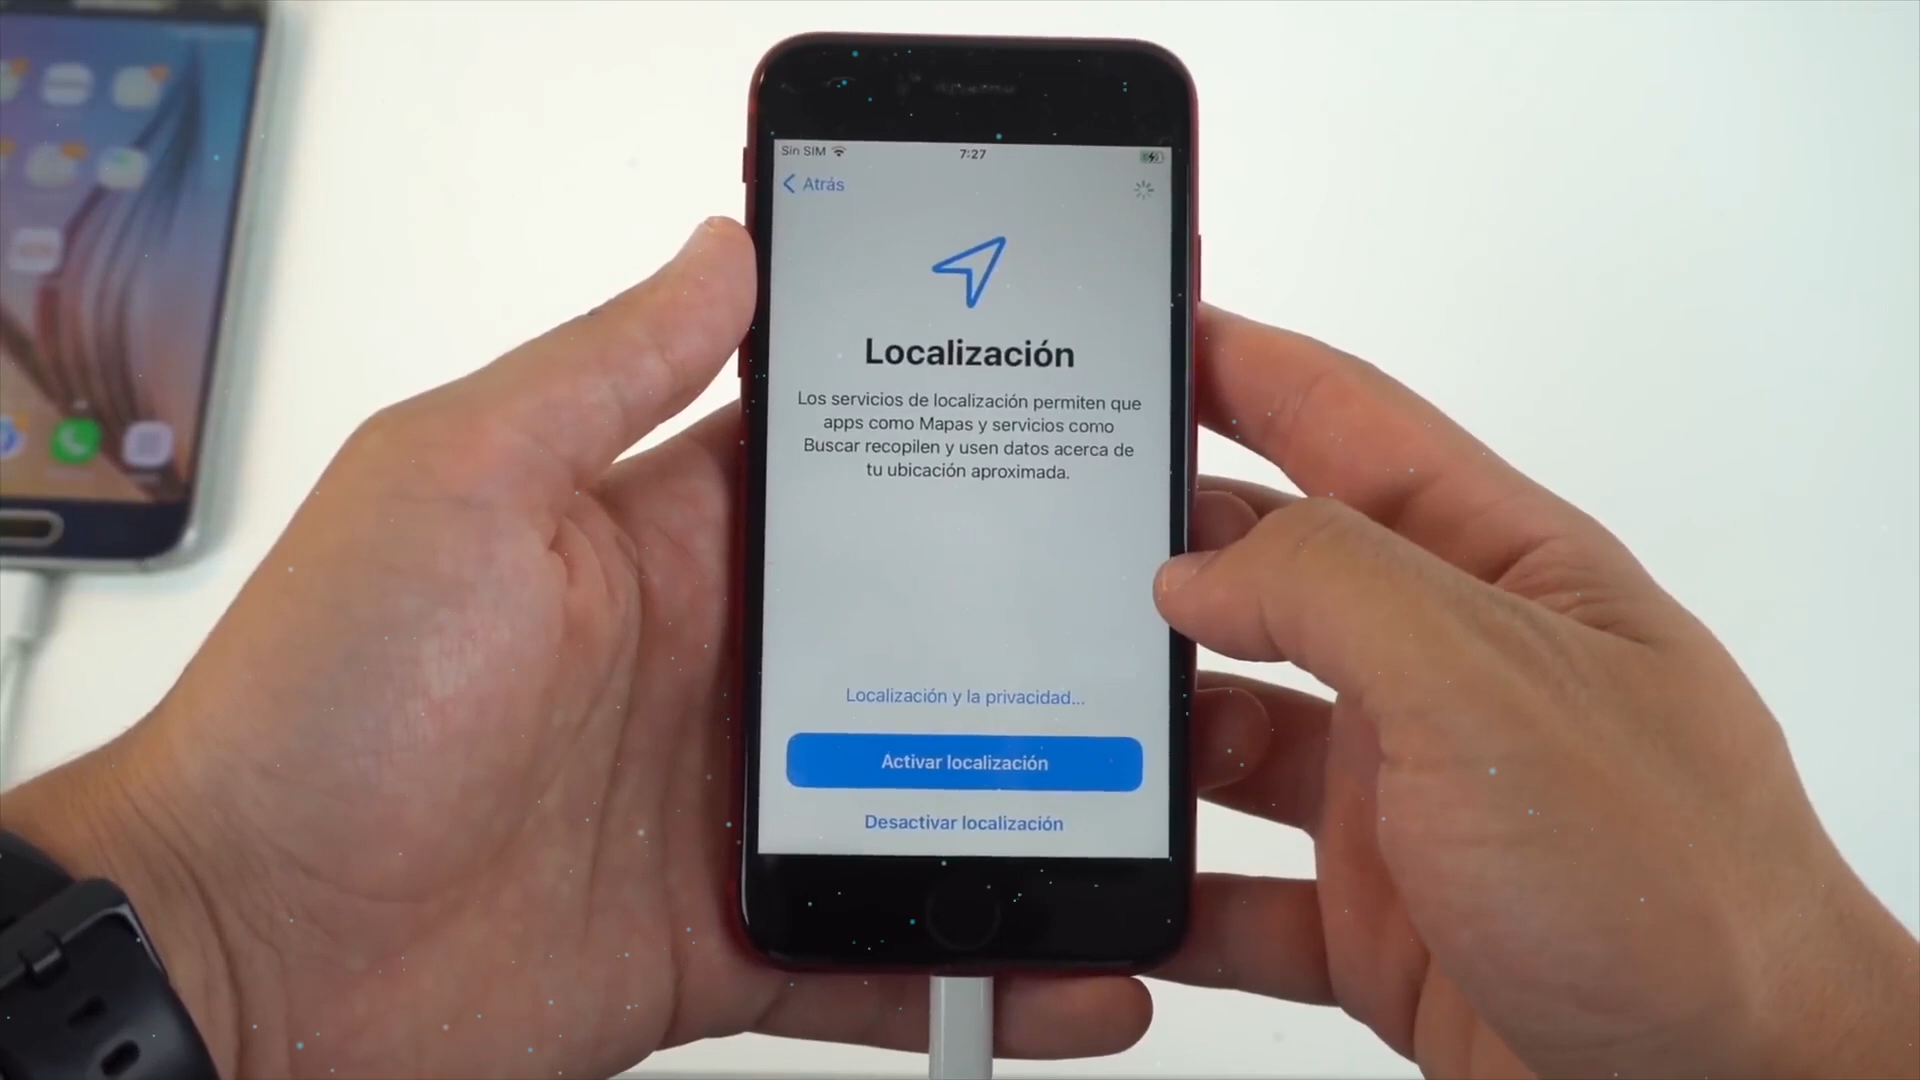 Sin SIM
7:27
Atrás
Localización
Los servicios de localización permiten que
apps como Mapas y servicios como
Buscar recopilen y usen datos acerca de
tu ubicación aproximada.
Localización y la privacidad...
Activar localización
Desactivar localización